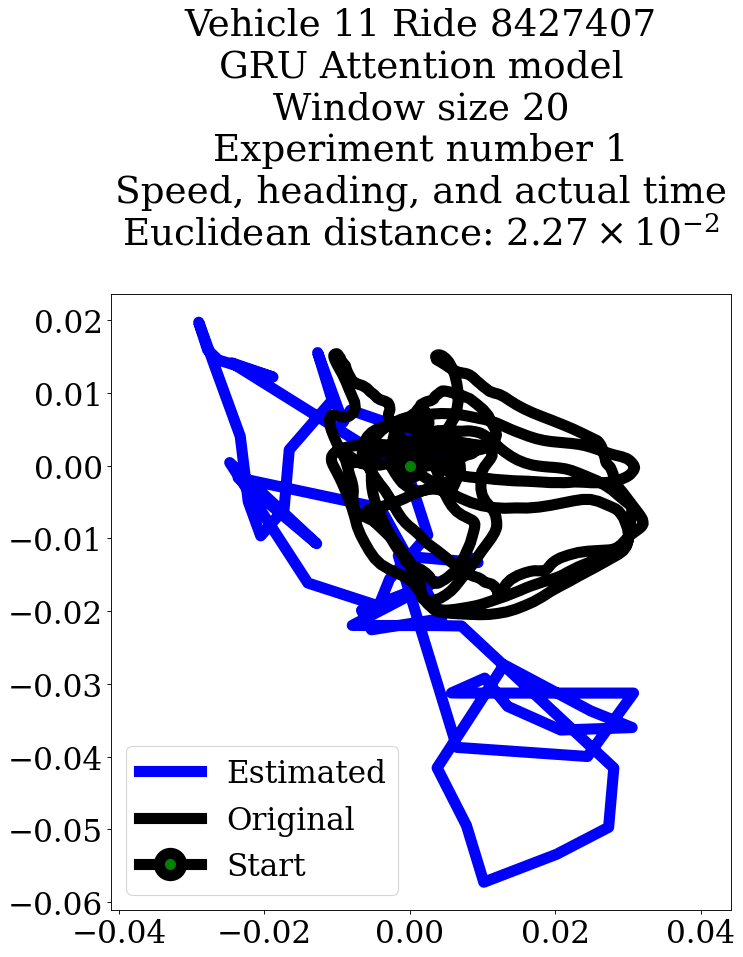 Vehicle 11 Ride 8427407
GRU Attention model
Window size 20
Experiment number 1
Speed, heading, and actual time
Euclidean distance: 2.27 × 10⁻²
0.02
0.01
0.00
−0.01
−0.02
−0.03
−0.04
−0.05
−0.06
Estimated
Original
Start
−0.04 −0.02 0.00 0.02 0.04